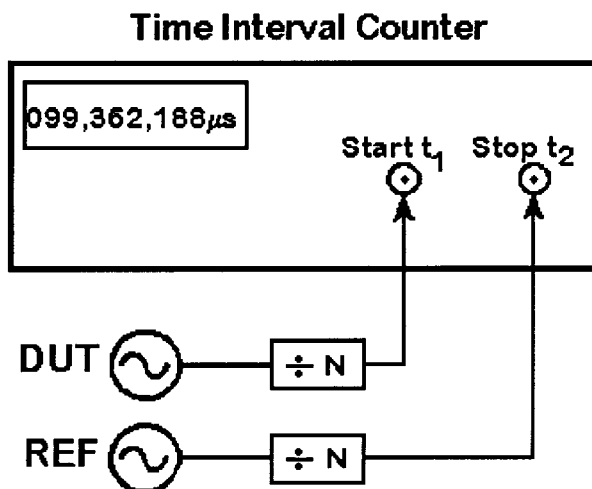 Time Interval Counter
099,362,188μs
Start t1
Stop t2
DUT
÷ N
REF
÷ N